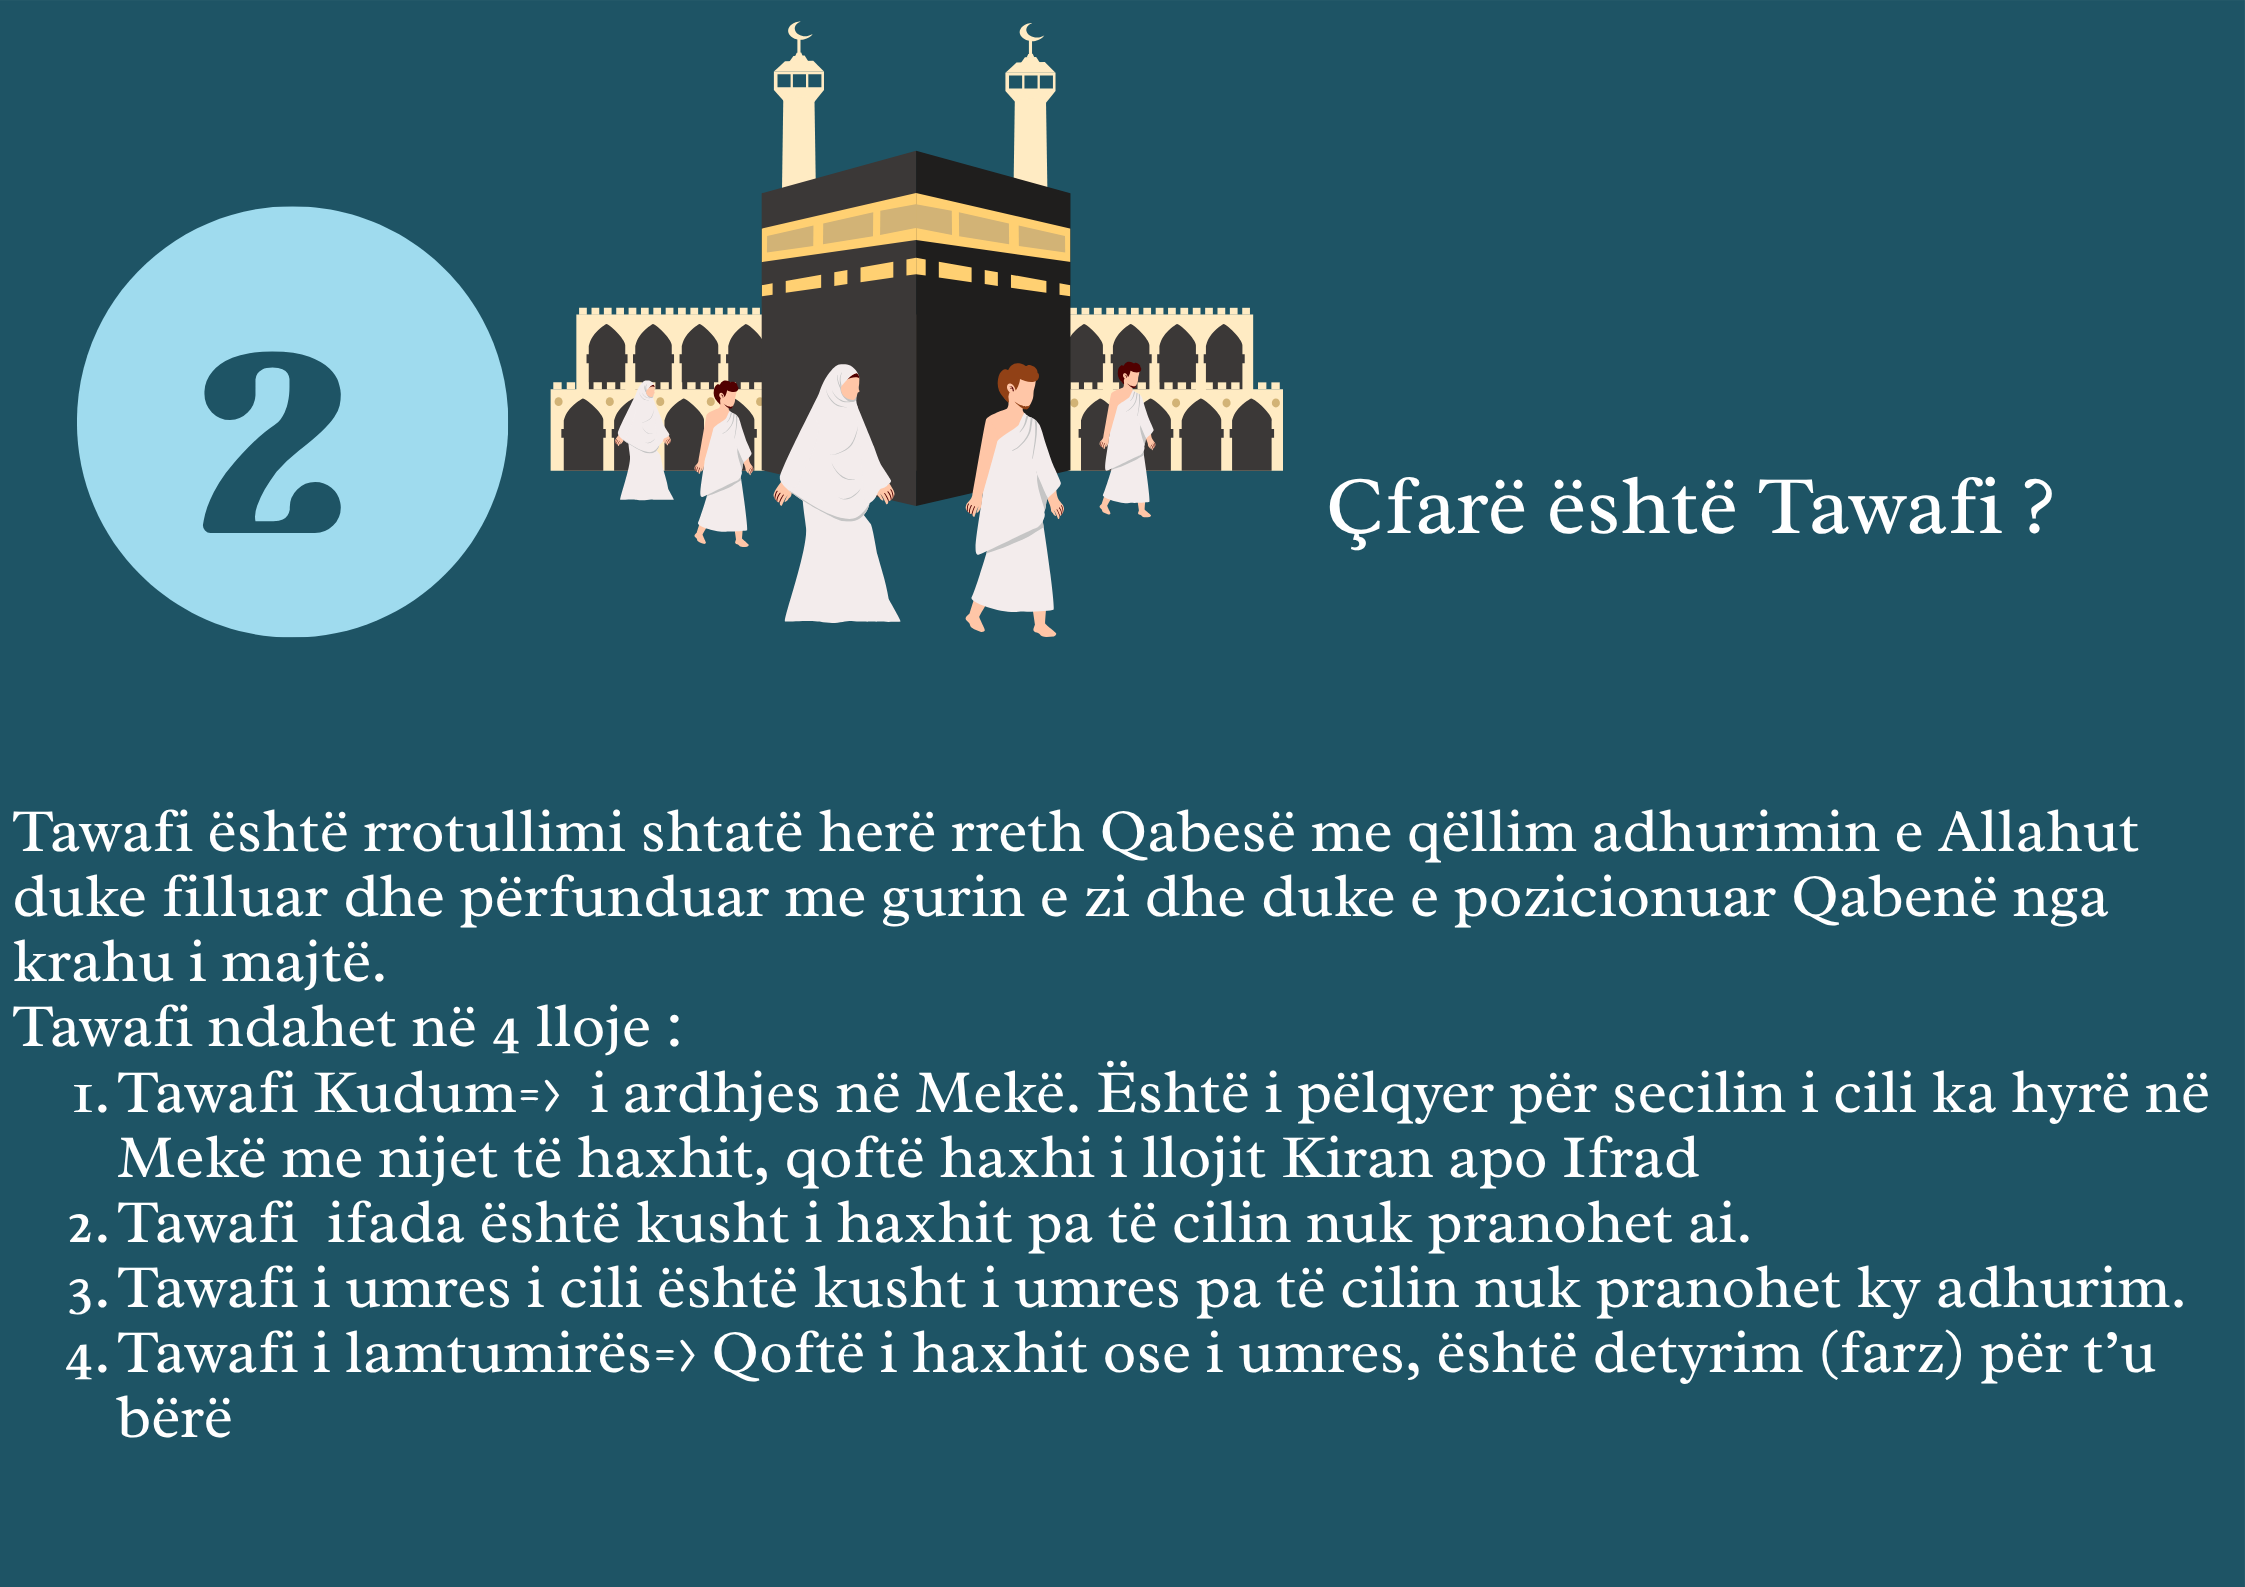 2
Çfarë është Tawafi ?
Tawafi është rrotullimi shtatë herë rreth Qabesë me qëllim adhurimin e Allahut
duke filluar dhe përfunduar me gurin e zi dhe duke e pozicionuar Qabenë nga
krahu i majtë.
Tawafi ndahet në 4 lloje :
1. Tawafi Kudum=> i ardhjes në Mekë. Është i pëlqyer për secilin i cili ka hyrë në
Mekë me nijet të haxhit, qoftë haxhi i llojit Kiran apo Ifrad
2. Tawafi ifada është kusht i haxhit pa të cilin nuk pranohet ai.
3. Tawafi i umres i cili është kusht i umres pa të cilin nuk pranohet ky adhurim.
4. Tawafi i lamtumirës=> Qoftë i haxhit ose i umres, është detyrim (farz) për t’u
bërë